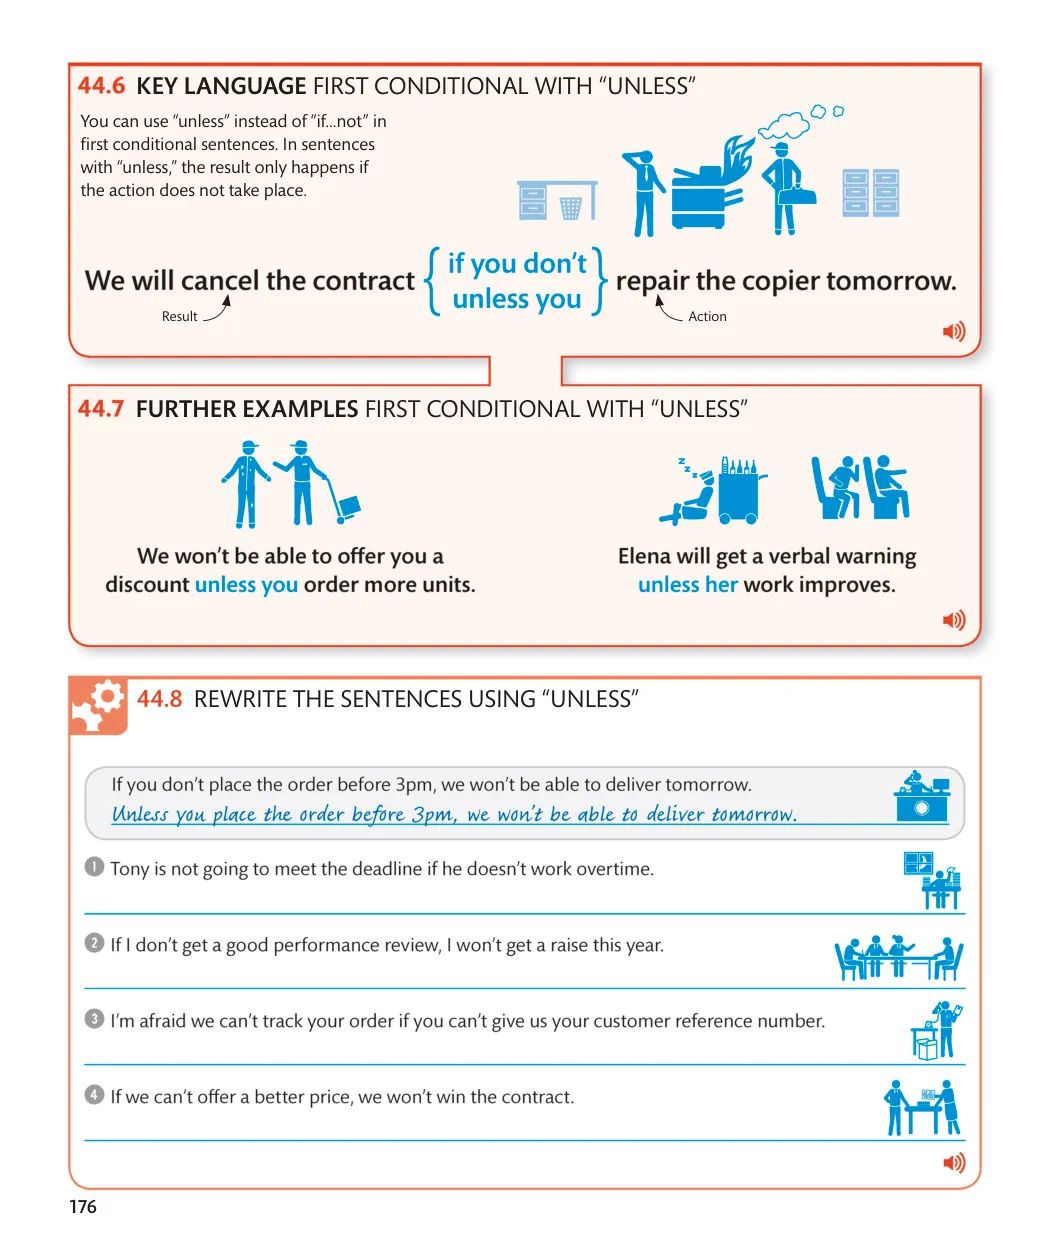 44.6 KEY LANGUAGE FIRST CONDITIONAL WITH “UNLESS”
You can use “unless” instead of “if...not” in
first conditional sentences. In sentences
with “unless,” the result only happens if
the action does not take place.
We will cancel the contract { if you don’t / unless you } repair the copier tomorrow.
Result
Action
44.7 FURTHER EXAMPLES FIRST CONDITIONAL WITH “UNLESS”
We won’t be able to offer you a
discount unless you order more units.
z z z z
Elena will get a verbal warning
unless her work improves.
44.8 REWRITE THE SENTENCES USING “UNLESS”
If you don’t place the order before 3pm, we won’t be able to deliver tomorrow.
Unless you place the order before 3pm, we won’t be able to deliver tomorrow.
1 Tony is not going to meet the deadline if he doesn’t work overtime.
2 If I don’t get a good performance review, I won’t get a raise this year.
3 I’m afraid we can’t track your order if you can’t give us your customer reference number.
4 If we can’t offer a better price, we won’t win the contract.
176